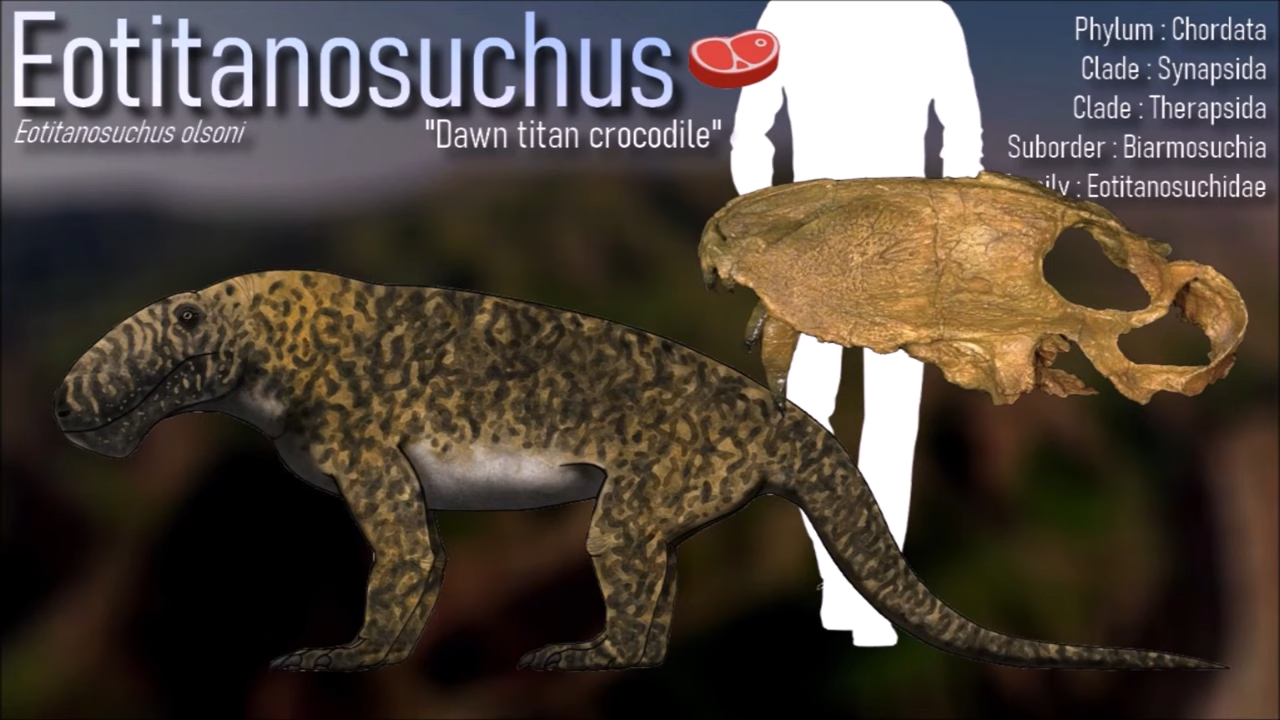 Eotitanosuchus
Eotitanosuchus olsoni
"Dawn titan crocodile"
Phylum : Chordata
Clade : Synapsida
Clade : Therapsida
Suborder : Biarmosuchia
: Eotitanosuchidae